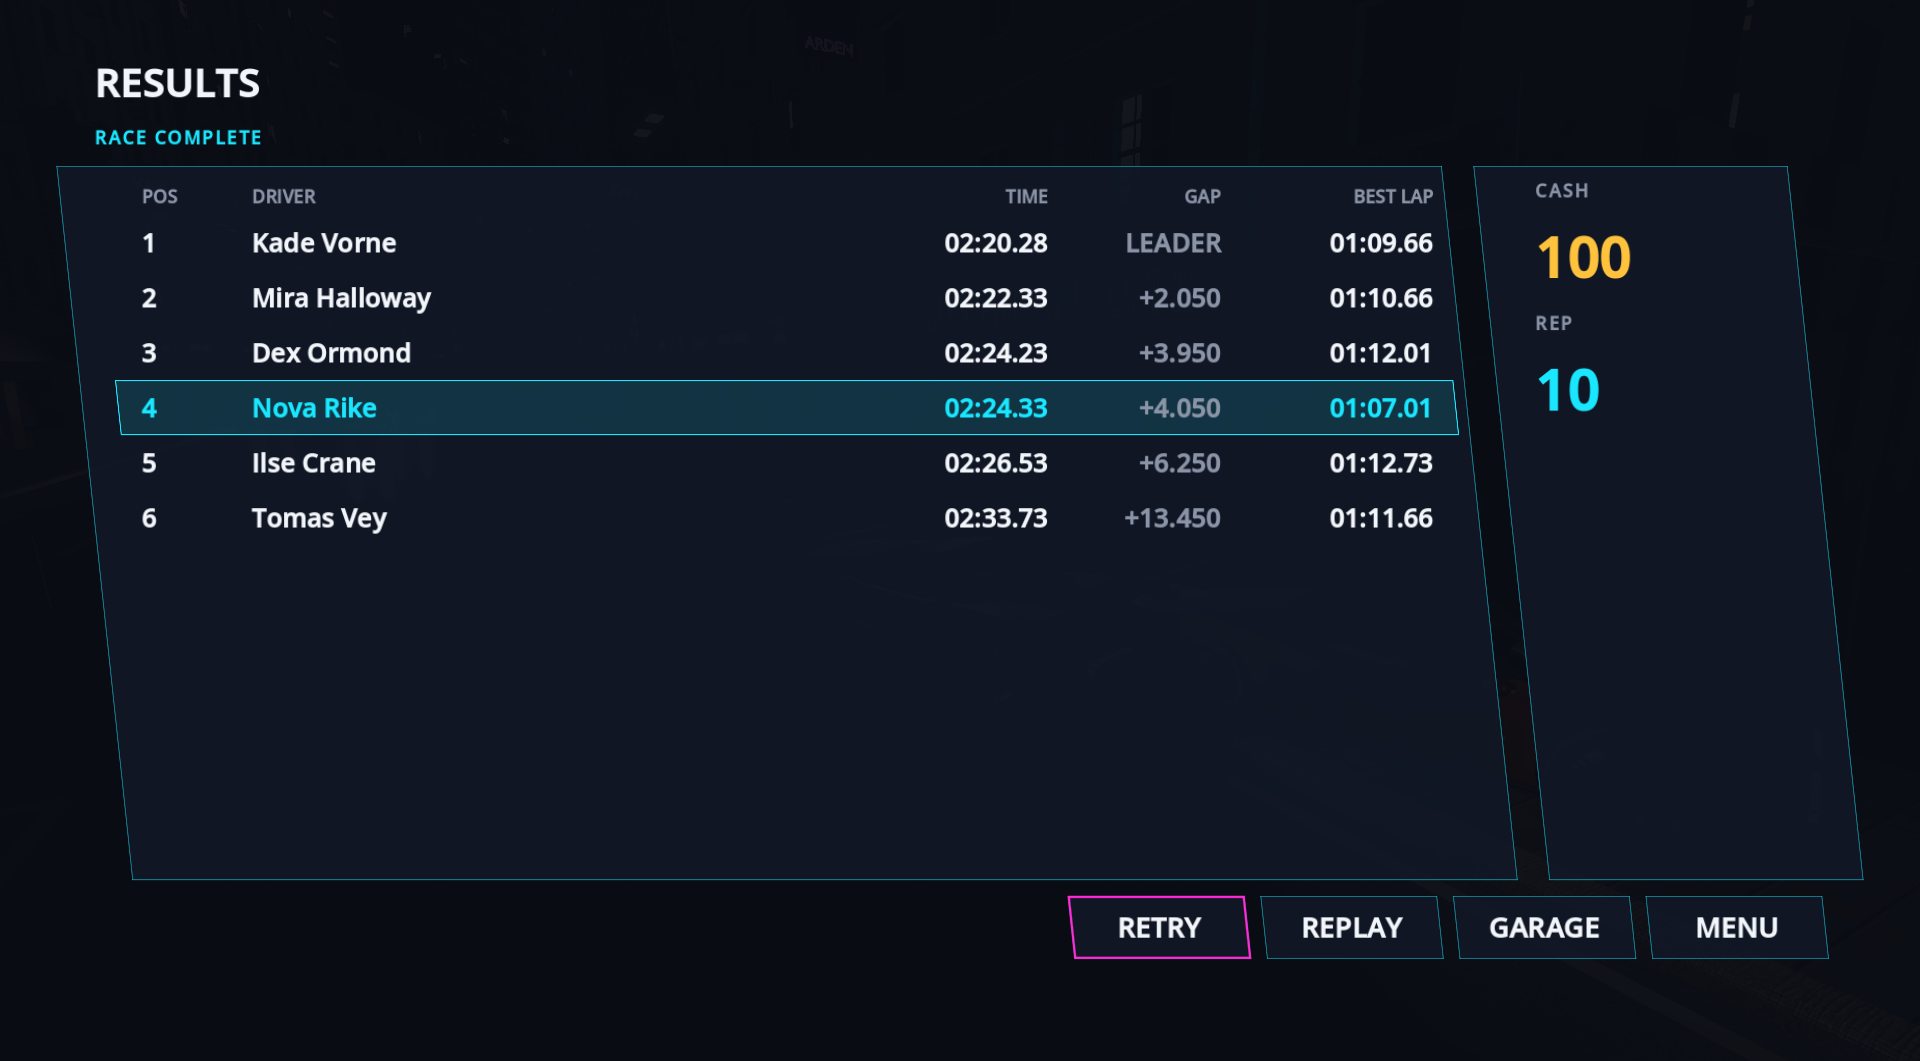 ARDEN
RESULTS
RACE COMPLETE
POS DRIVER TIME GAP BEST LAP
1 Kade Vorne 02:20.28 LEADER 01:09.66
2 Mira Halloway 02:22.33 +2.050 01:10.66
3 Dex Ormond 02:24.23 +3.950 01:12.01
4 Nova Rike 02:24.33 +4.050 01:07.01
5 Ilse Crane 02:26.53 +6.250 01:12.73
6 Tomas Vey 02:33.73 +13.450 01:11.66
CASH
100
REP
10
RETRY REPLAY GARAGE MENU